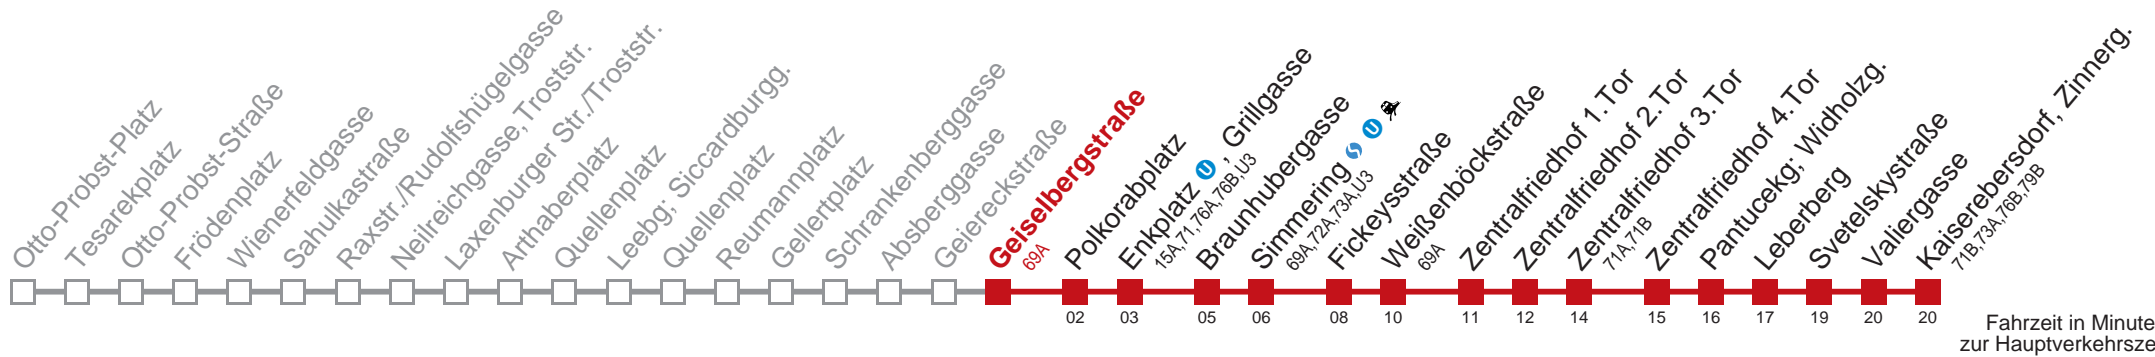 Otto-Probst-Platz
Tesarekplatz
Otto-Probst-Straße
Frödenplatz
Wienerfeldgasse
Sahulkastraße
Raxstr./Rudolfshügelgasse
Neilreichgasse, Troststr.
Laxenburger Str./Troststr.
Arthaberplatz
Quellenplatz
Leebg; Siccardburgg.
Quellenplatz
Reumannplatz
Gellertplatz
Schrankenberggasse
Absberggasse
Geiereckstraße
Geiselbergstraße
69A
Polkorabplatz
02
Enkplatz U , Grillgasse
15A,71,76A,76B,U3
03
Braunhubergasse
05
Simmering S U
69A,72A,73A,U3
06
Fickeysstraße
08
Weißenböckstraße
69A
10
Zentralfriedhof 1.Tor
11
Zentralfriedhof 2.Tor
12
Zentralfriedhof 3.Tor
71A,71B
14
Zentralfriedhof 4.Tor
15
Pantucekg; Widholzg.
16
Leberberg
17
Svetelskystraße
19
Valiergasse
20
Kaiserebersdorf, Zinnerg.
71B,73A,76B,79B
20
Fahrzeit in Minute
zur Hauptverkehrsze